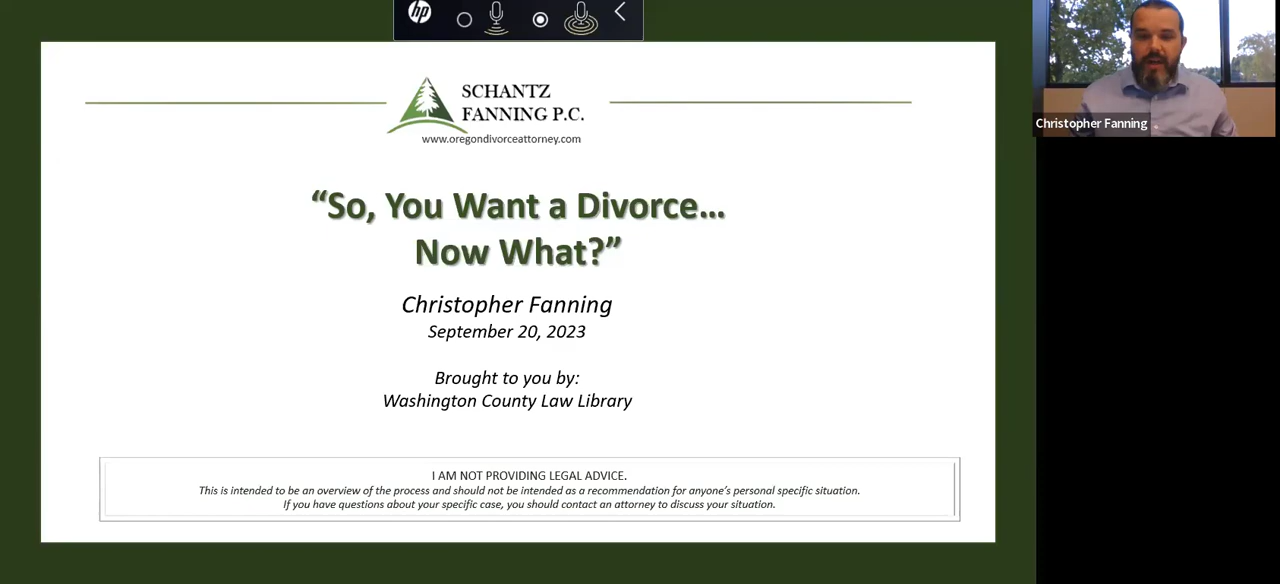 hp
SCHANTZ
FANNING P.C.
www.oregondivorceattorney.com
Christopher Fanning
“So, You Want a Divorce…
Now What?”
Christopher Fanning
September 20, 2023
Brought to you by:
Washington County Law Library
I AM NOT PROVIDING LEGAL ADVICE.
This is intended to be an overview of the process and should not be intended as a recommendation for anyone’s personal specific situation.
If you have questions about your specific case, you should contact an attorney to discuss your situation.